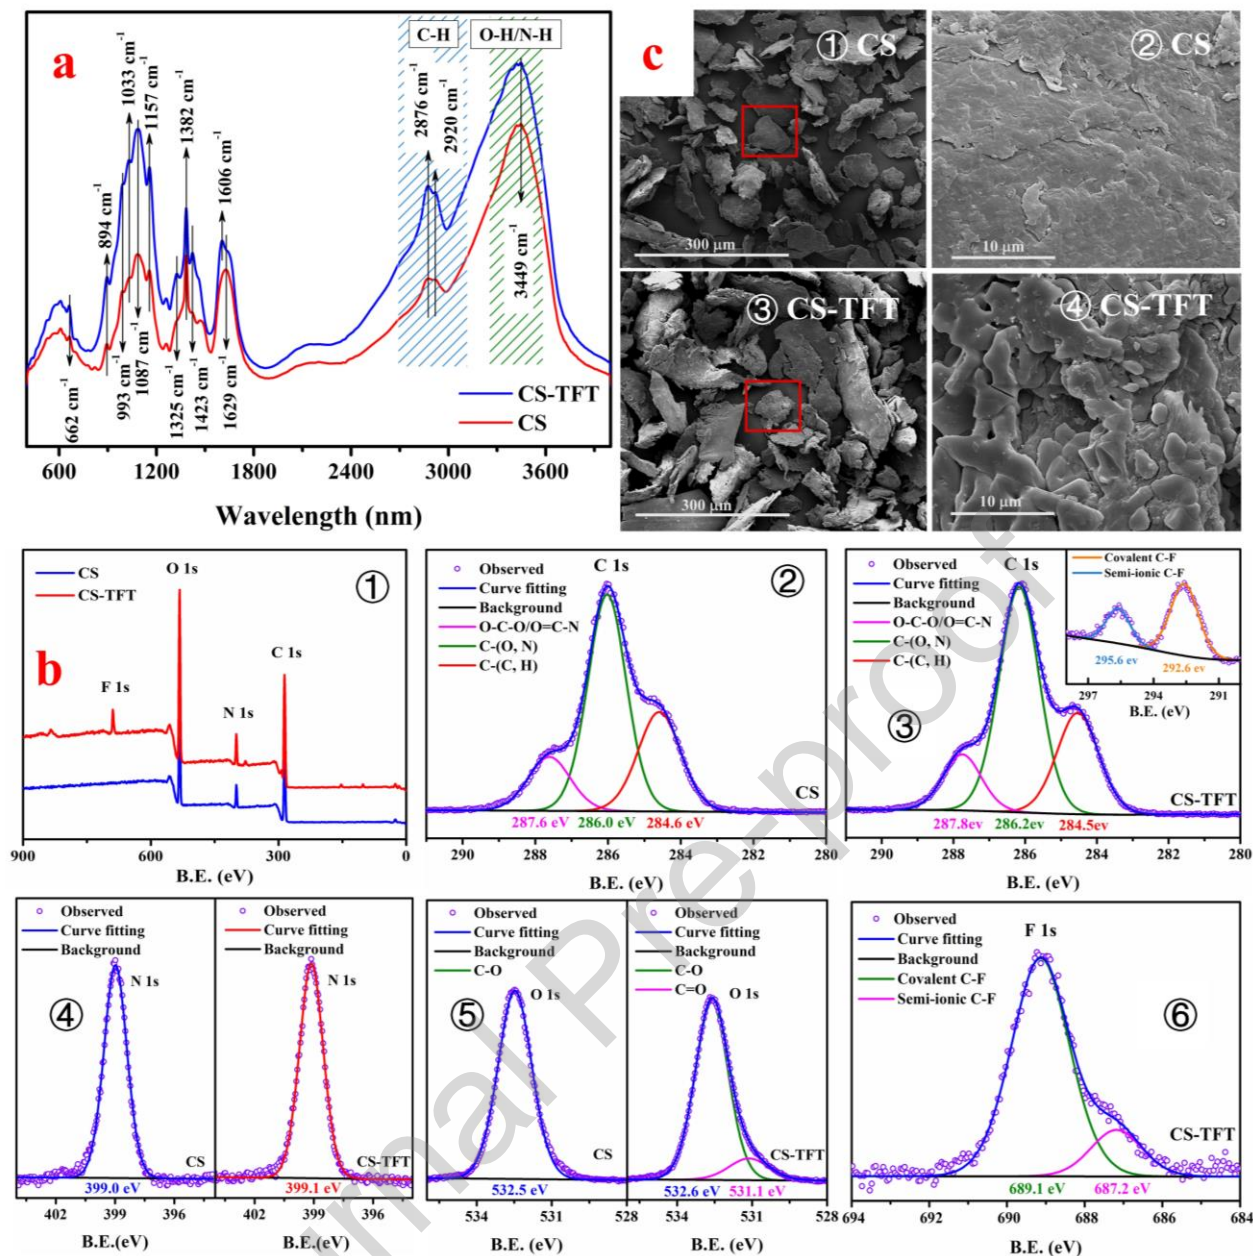 a
C-H
O-H/N-H
894 cm-1
1033 cm-1
1157 cm-1
1382 cm-1
1606 cm-1
2876 cm-1
2920 cm-1
3449 cm-1
662 cm-1
993 cm-1
1087 cm-1
1325 cm-1
1423 cm-1
1629 cm-1
CS-TFT
CS
600 1200 1800 2400 3000 3600
Wavelength (nm)
c
① CS
300 μm
② CS
10 μm
③ CS-TFT
300 μm
④ CS-TFT
10 μm
b
CS
CS-TFT
①
O 1s
C 1s
F 1s
N 1s
900 600 300 0
B.E. (eV)
Observed
Curve fitting
Background
O-C-O/O=C-N
C-(O, N)
C-(C, H)
C 1s
②
CS
287.6 eV 286.0 eV 284.6 eV
290 288 286 284 282 280
B.E. (eV)
Observed
Curve fitting
Background
O-C-O/O=C-N
C-(O, N)
C-(C, H)
C 1s
③
Covalent C-F
Semi-ionic C-F
295.6 ev 292.6 ev
297 294 291
B.E. (eV)
CS-TFT
287.8ev 286.2ev 284.5ev
290 288 286 284 282 280
B.E. (eV)
Observed
Curve fitting
Background
N 1s
④
CS
399.0 eV
402 399 396
B.E.(eV)
Observed
Curve fitting
Background
N 1s
CS-TFT
399.1 eV
402 399 396
B.E.(eV)
Observed
Curve fitting
Background
C-O
O 1s
⑤
CS
532.5 eV
534 531 528
B.E.(eV)
Observed
Curve fitting
Background
C-O
C=O
O 1s
CS-TFT
532.6 eV 531.1 eV
534 531 528
B.E.(eV)
Observed
Curve fitting
Background
Covalent C-F
Semi-ionic C-F
F 1s
⑥
CS-TFT
689.1 eV 687.2 eV
694 692 690 688 686 684
B.E.(eV)
rnal Pre-proof